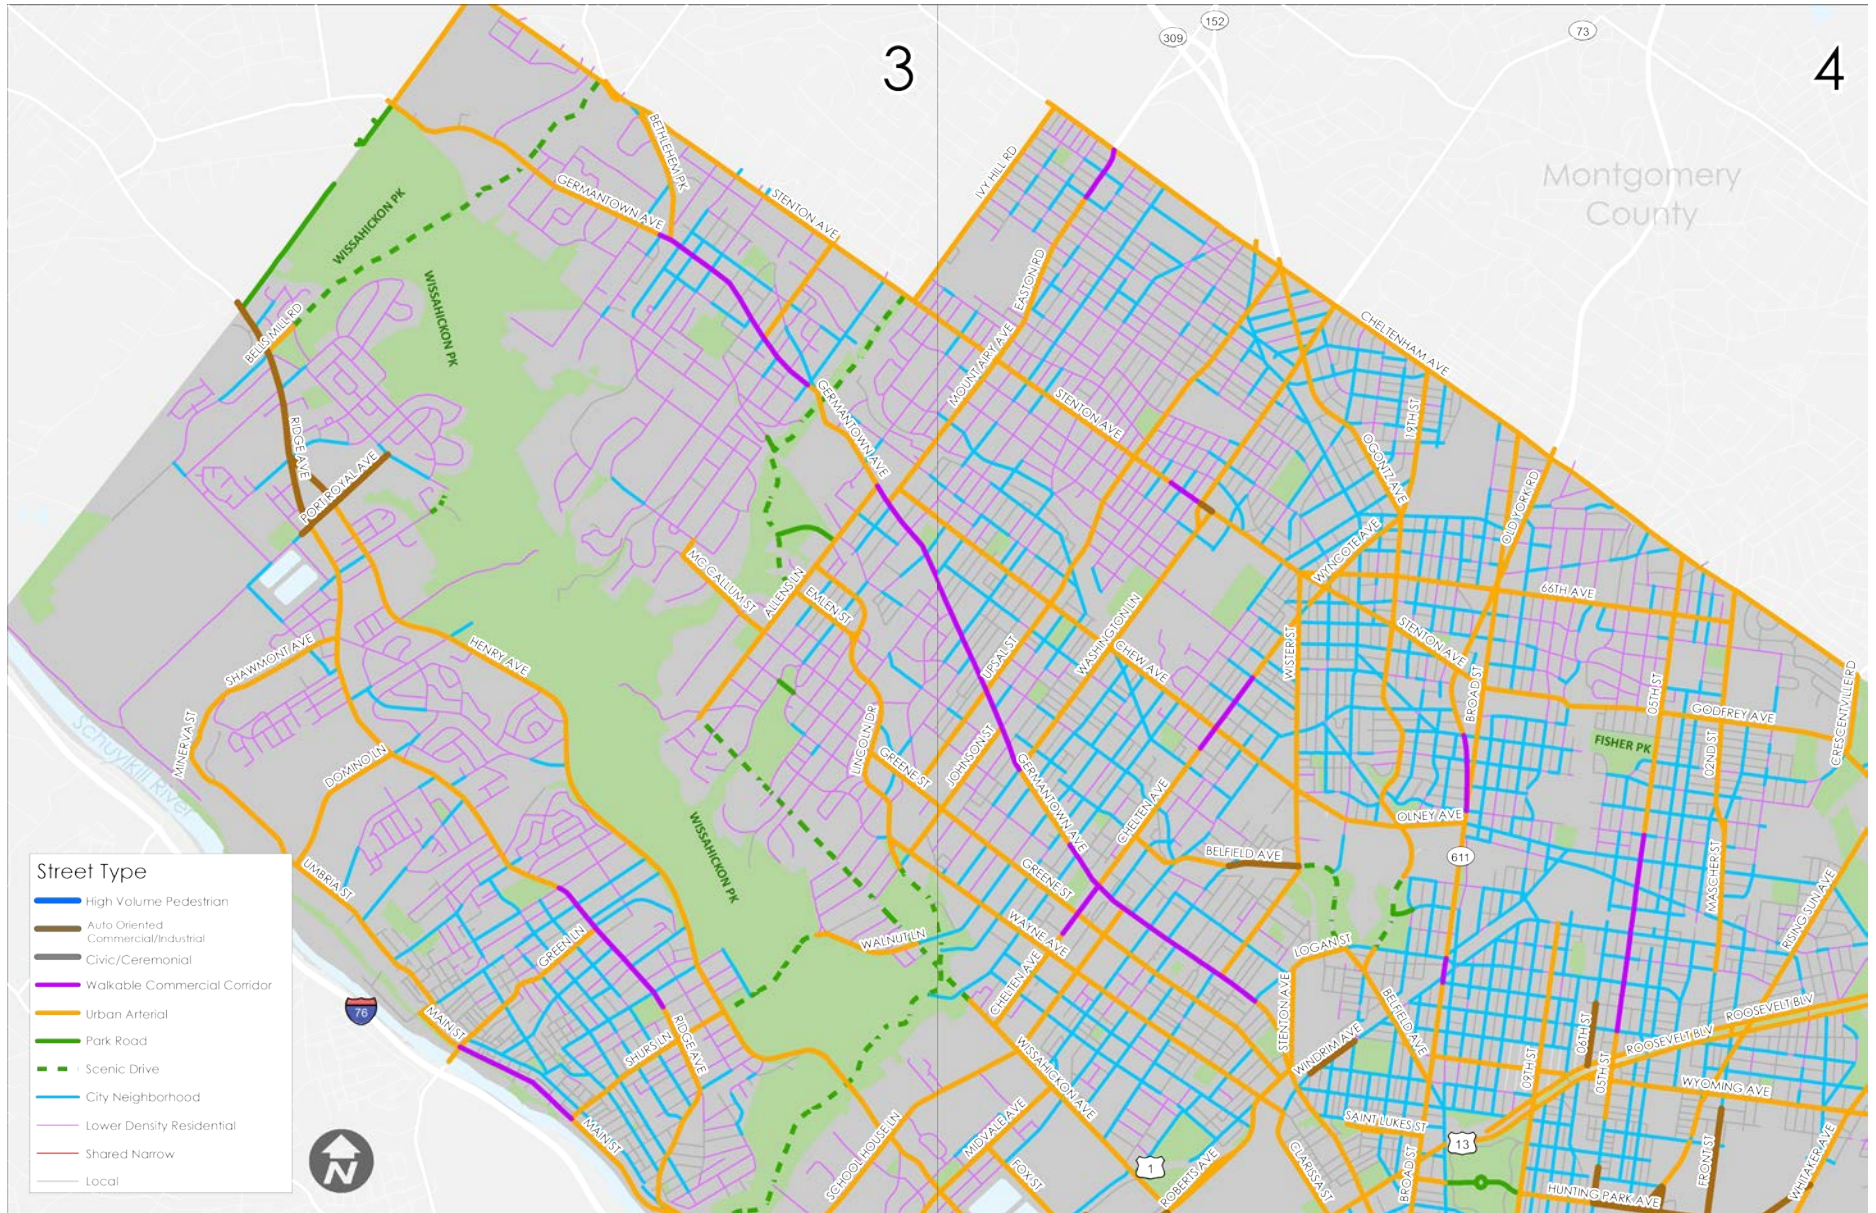 3
4
152
309
73
Montgomery
County
BETHLEHEM PK
IVY HILL RD
GERMANTOWN AVE
STENTON AVE
WISSAHICKON PK
WISSAHICKON PK
EASTON RD
BELLS MILL RD
CHELTENHAM AVE
MOUNT AIRY AVE
GERMANTOWN AVE
STENTON AVE
19TH ST
RIDGE AVE
OGONTZ AVE
PORT ROYAL AVE
OLD YORK RD
WYNCOTE AVE
MC CALLUM ST
ALLENS LN
EMLEN ST
66TH AVE
WASHINGTON LN
UPSAL ST
CHEW AVE
WISTER ST
STENTON AVE
HENRY AVE
SHAWMONT AVE
BROAD ST
05TH ST
GODFREY AVE
CRESCENTVILLE RD
MINERVA ST
Schuylkill River
DOMINO LN
LINCOLN DR
GREENE ST
JOHNSON ST
GERMANTOWN AVE
FISHER PK
02ND ST
CHELTEN AVE
OLNEY AVE
WISSAHICKON PK
BELFIELD AVE
611
MASCHER ST
UMBRIA ST
GREENE ST
RISING SUN AVE
WAYNE AVE
WALNUT LN
GREEN LN
LOGAN ST
CHELTEN AVE
STENTON AVE
BELFIELD AVE
ROOSEVELT BLV
ROOSEVELT BLV
06TH ST
MAIN ST
RIDGE AVE
SHURS LN
WISSAHICKON AVE
WINDRIM AVE
09TH ST
05TH ST
WYOMING AVE
MAIN ST
MIDVALE AVE
SAINT LUKES ST
13
FRONT ST
WHITAKER AVE
SCHOOL HOUSE LN
FOX ST
1
ROBERTS AVE
CLARISSA ST
BROAD ST
HUNTING PARK AVE
76
Street Type
High Volume Pedestrian
Auto Oriented
Commercial/Industrial
Civic/Ceremonial
Walkable Commercial Corridor
Urban Arterial
Park Road
Scenic Drive
City Neighborhood
Lower Density Residential
Shared Narrow
Local
N